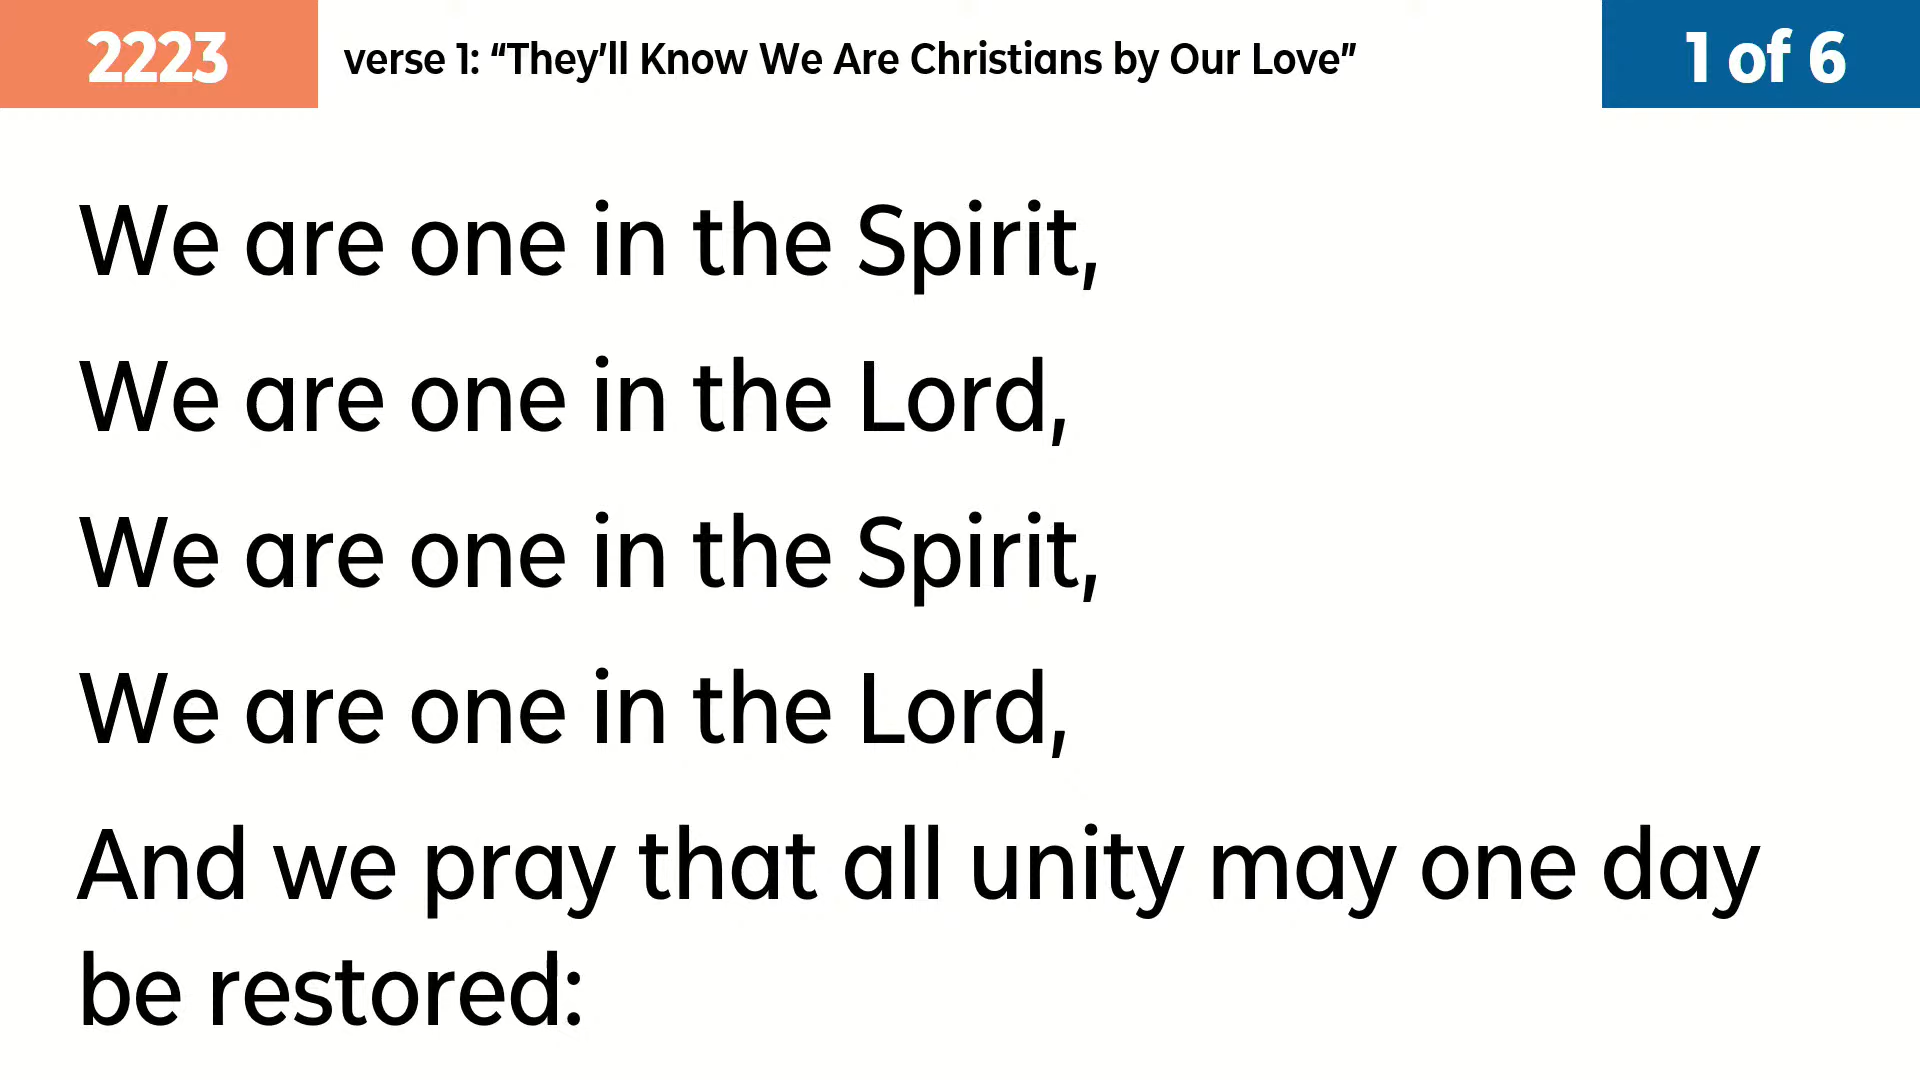 2223
verse 1: “They’ll Know We Are Christians by Our Love”
1 of 6
We are one in the Spirit,
We are one in the Lord,
We are one in the Spirit,
We are one in the Lord,
And we pray that all unity may one day
be restored: